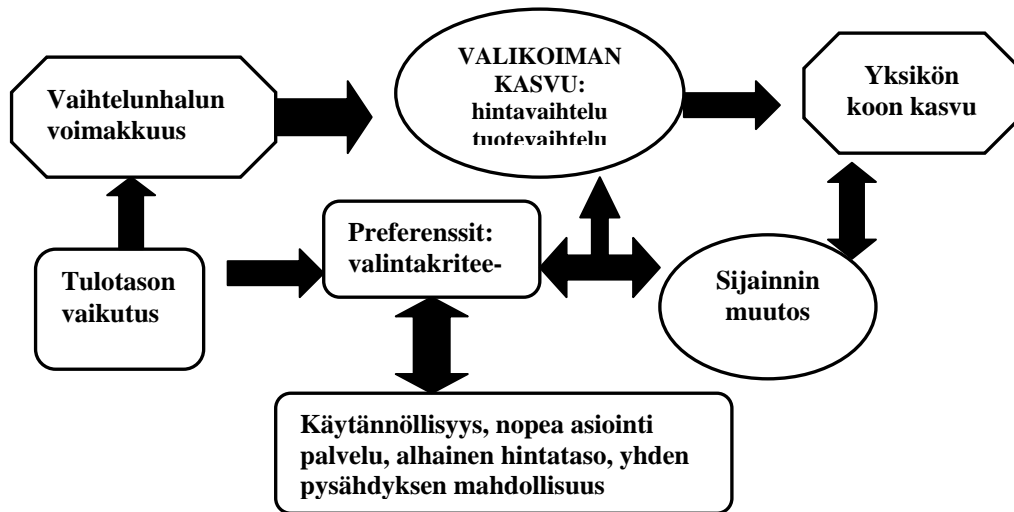 Vaihtelunhalun
voimakkuus
VALIKOIMAN
KASVU:
hintavaihtelu
tuotevaihtelu
Yksikön
koon kasvu
Tulotason
vaikutus
Preferenssit:
valintakritee-
Sijainnin
muutos
Käytännöllisyys, nopea asiointi
palvelu, alhainen hintataso, yhden
pysähdyksen mahdollisuus